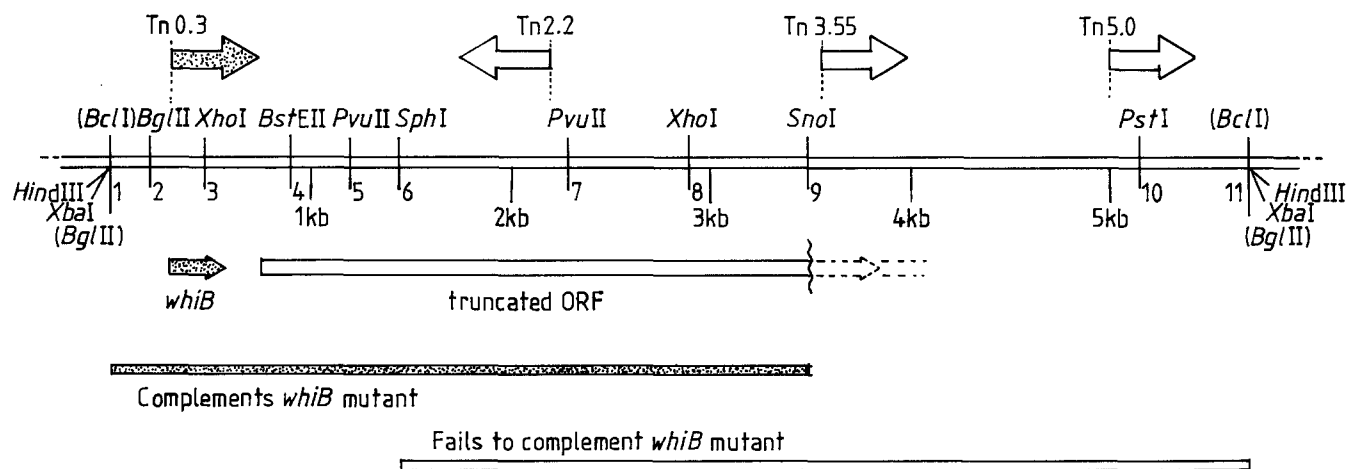 Tn 0.3 Tn 2.2 Tn 3.55 Tn 5.0
(BclI) BglII XhoI BstEII PvuII SphI PvuII XhoI SnoI PstI (BclI)
HindIII 1 2 3 4 5 6 7 8 9 10 11 HindIII
XbaI 1kb 2kb 3kb 4kb 5kb XbaI
(BglII) (BglII)
whiB truncated ORF
Complements whiB mutant
Fails to complement whiB mutant